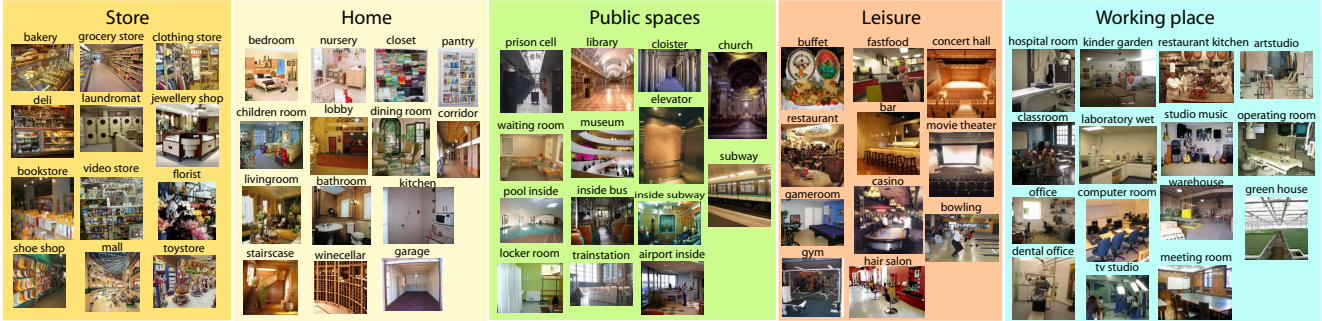 Store
bakery
grocery store
clothing store
deli
laundromat
jewellery shop
bookstore
video store
florist
shoe shop
mall
toystore
Home
bedroom
nursery
closet
pantry
children room
lobby
dining room
corridor
livingroom
bathroom
kitchen
stairscase
winecellar
garage
Public spaces
prison cell
library
cloister
church
waiting room
museum
elevator
subway
pool inside
inside bus
inside subway
locker room
trainstation
airport inside
Leisure
buffet
fastfood
concert hall
restaurant
bar
movie theater
gameroom
casino
bowling
gym
hair salon
Working place
hospital room
kinder garden
restaurant kitchen
artstudio
classroom
laboratory wet
studio music
operating room
office
computer room
warehouse
green house
dental office
tv studio
meeting room